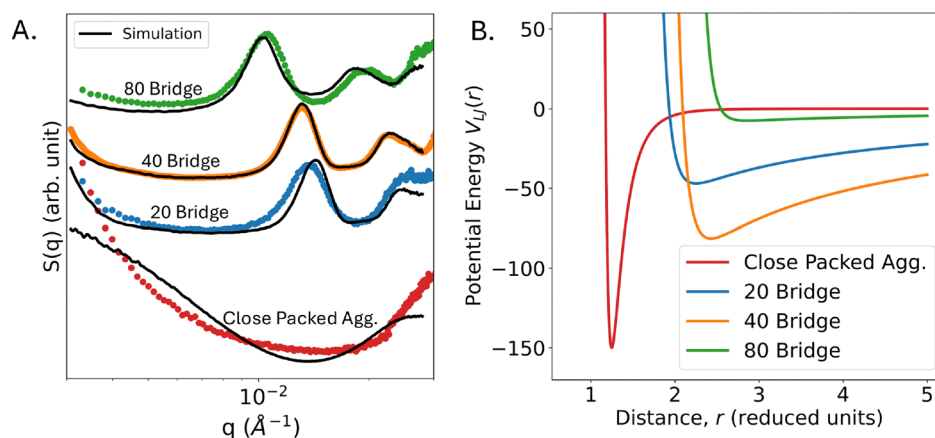 A.
Simulation
80 Bridge
40 Bridge
20 Bridge
Close Packed Agg.
S(q) (arb. unit)
10⁻²
q (Å⁻¹)
B.
50
0
−50
−100
−150
Potential Energy V_{LJ}(r)
Close Packed Agg.
20 Bridge
40 Bridge
80 Bridge
1 2 3 4 5
Distance, r (reduced units)